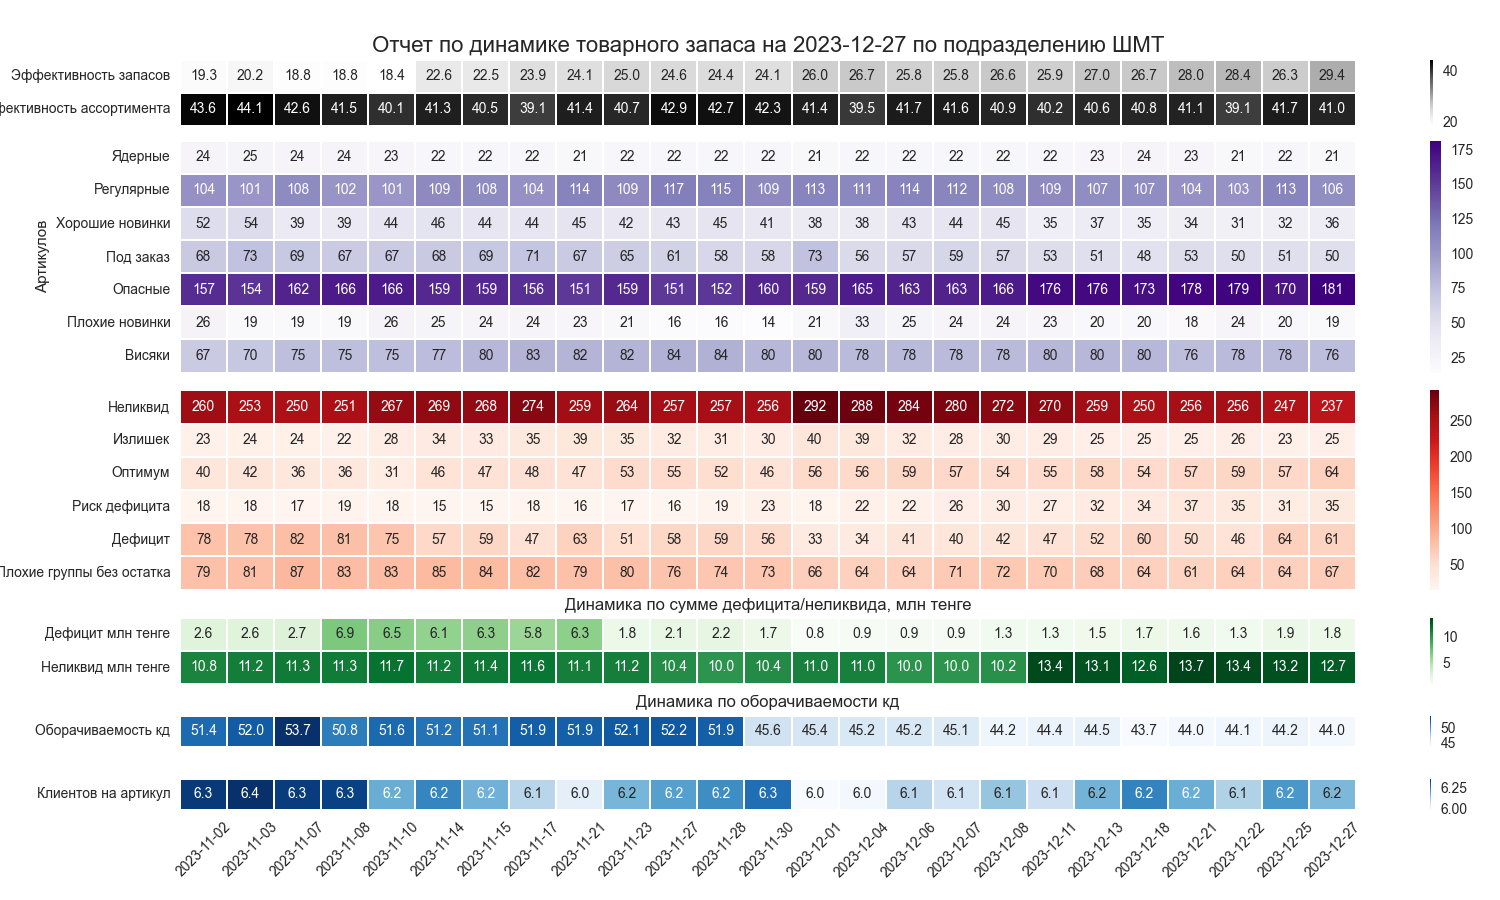 Отчет по динамике товарного запаса на 2023-12-27 по подразделению ШМТ
Эффективность запасов 19.3 20.2 18.8 18.8 18.4 22.6 22.5 23.9 24.1 25.0 24.6 24.4 24.1 26.0 26.7 25.8 25.8 26.6 25.9 27.0 26.7 28.0 28.4 26.3 29.4
фективность ассортимента 43.6 44.1 42.6 41.5 40.1 41.3 40.5 39.1 41.4 40.7 42.9 42.7 42.3 41.4 39.5 41.7 41.6 40.9 40.2 40.6 40.8 41.1 39.1 41.7 41.0
40
20
Артикулов
Ядерные 24 25 24 24 23 22 22 22 21 22 22 22 22 21 22 22 22 22 22 23 24 23 21 22 21
Регулярные 104 101 108 102 101 109 108 104 114 109 117 115 109 113 111 114 112 108 109 107 107 104 103 113 106
Хорошие новинки 52 54 39 39 44 46 44 44 45 42 43 45 41 38 38 43 44 45 35 37 35 34 31 32 36
Под заказ 68 73 69 67 67 68 69 71 67 65 61 58 58 73 56 57 59 57 53 51 48 53 50 51 50
Опасные 157 154 162 166 166 159 159 156 151 159 151 152 160 159 165 163 163 166 176 176 173 178 179 170 181
Плохие новинки 26 19 19 19 26 25 24 24 23 21 16 16 14 21 33 25 24 24 23 20 20 18 24 20 19
Висяки 67 70 75 75 75 77 80 83 82 82 84 84 80 80 78 78 78 78 80 80 80 76 78 78 76
175
150
125
100
75
50
25
Неликвид 260 253 250 251 267 269 268 274 259 264 257 257 256 292 288 284 280 272 270 259 250 256 256 247 237
Излишек 23 24 24 22 28 34 33 35 39 35 32 31 30 40 39 32 28 30 29 25 25 25 26 23 25
Оптимум 40 42 36 36 31 46 47 48 47 53 55 52 46 56 56 59 57 54 55 58 54 57 59 57 64
Риск дефицита 18 18 17 19 18 15 15 18 16 17 16 19 23 18 22 22 26 30 27 32 34 37 35 31 35
Дефицит 78 78 82 81 75 57 59 47 63 51 58 59 56 33 34 41 40 42 47 52 60 50 46 64 61
Плохие группы без остатка 79 81 87 83 83 85 84 82 79 80 76 74 73 66 64 64 71 72 70 68 64 61 64 64 67
250
200
150
100
50
Динамика по сумме дефицита/неликвида, млн тенге
Дефицит млн тенге 2.6 2.6 2.7 6.9 6.5 6.1 6.3 5.8 6.3 1.8 2.1 2.2 1.7 0.8 0.9 0.9 0.9 1.3 1.3 1.5 1.7 1.6 1.3 1.9 1.8
Неликвид млн тенге 10.8 11.2 11.3 11.3 11.7 11.2 11.4 11.6 11.1 11.2 10.4 10.0 10.4 11.0 11.0 10.0 10.0 10.2 13.4 13.1 12.6 13.7 13.4 13.2 12.7
10
5
Динамика по оборачиваемости кд
Оборачиваемость кд 51.4 52.0 53.7 50.8 51.6 51.2 51.1 51.9 51.9 52.1 52.2 51.9 45.6 45.4 45.2 45.2 45.1 44.2 44.4 44.5 43.7 44.0 44.1 44.2 44.0
50
45
Клиентов на артикул 6.3 6.4 6.3 6.3 6.2 6.2 6.2 6.1 6.0 6.2 6.2 6.2 6.3 6.0 6.0 6.1 6.1 6.1 6.1 6.2 6.2 6.2 6.1 6.2 6.2
6.25
6.00
2023-11-02 2023-11-03 2023-11-07 2023-11-08 2023-11-10 2023-11-14 2023-11-15 2023-11-17 2023-11-21 2023-11-23 2023-11-27 2023-11-28 2023-11-30 2023-12-01 2023-12-04 2023-12-06 2023-12-07 2023-12-08 2023-12-11 2023-12-13 2023-12-18 2023-12-21 2023-12-22 2023-12-25 2023-12-27